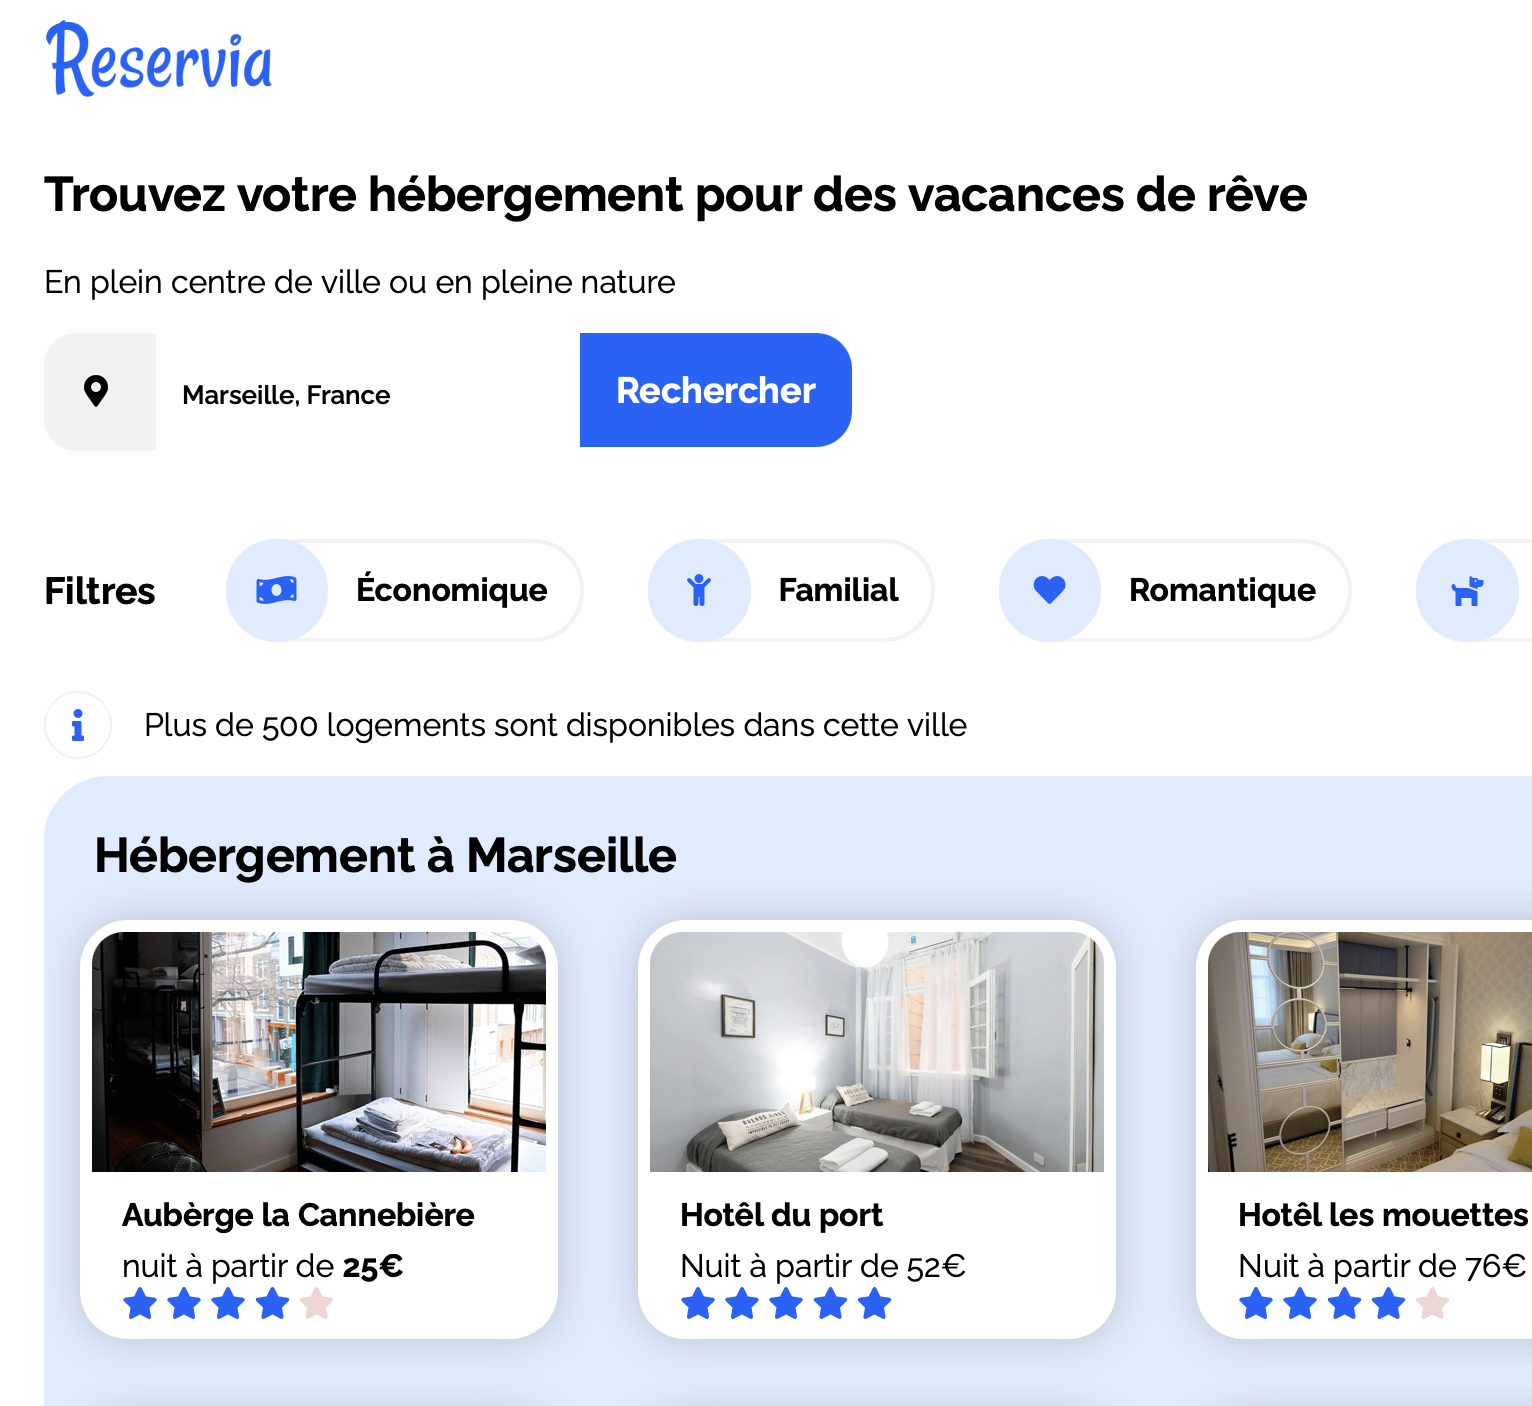 Reservia
Trouvez votre hébergement pour des vacances de rêve
En plein centre de ville ou en pleine nature
Marseille, France
Rechercher
Filtres
Économique
Familial
Romantique
Plus de 500 logements sont disponibles dans cette ville
Hébergement à Marseille
Aubèrge la Cannebière
nuit à partir de 25€
Hotêl du port
Nuit à partir de 52€
Hotêl les mouettes
Nuit à partir de 76€
BUENOS AIRES